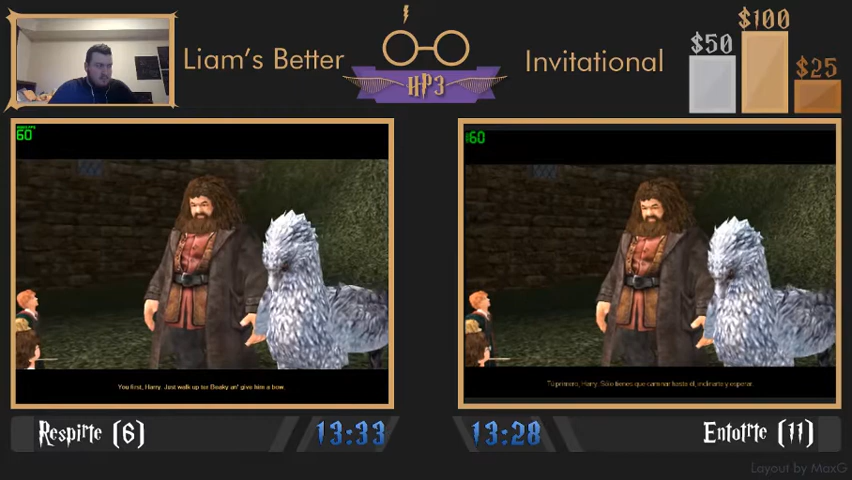 Liam's Better
HP3
Invitational
$50
$100
$25
60
60
You first, Harry. Just walk up ter Beaky an' give him a bow.
Tú primero, Harry. Sólo tienes que caminar hasta él, inclinarte y esperar.
Respirte (6)
13:33
13:28
Entotrte (11)
Layout by MaxG